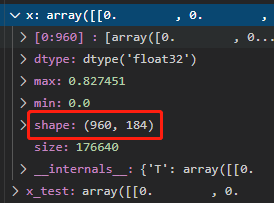 x: array([[0. , 0. ,
[0:960] : [array([0. , 0...
dtype: dtype('float32')
max: 0.827451
min: 0.0
shape: (960, 184)
size: 176640
__internals__: {'T': array([[0.
x_test: array([[0. , 0.